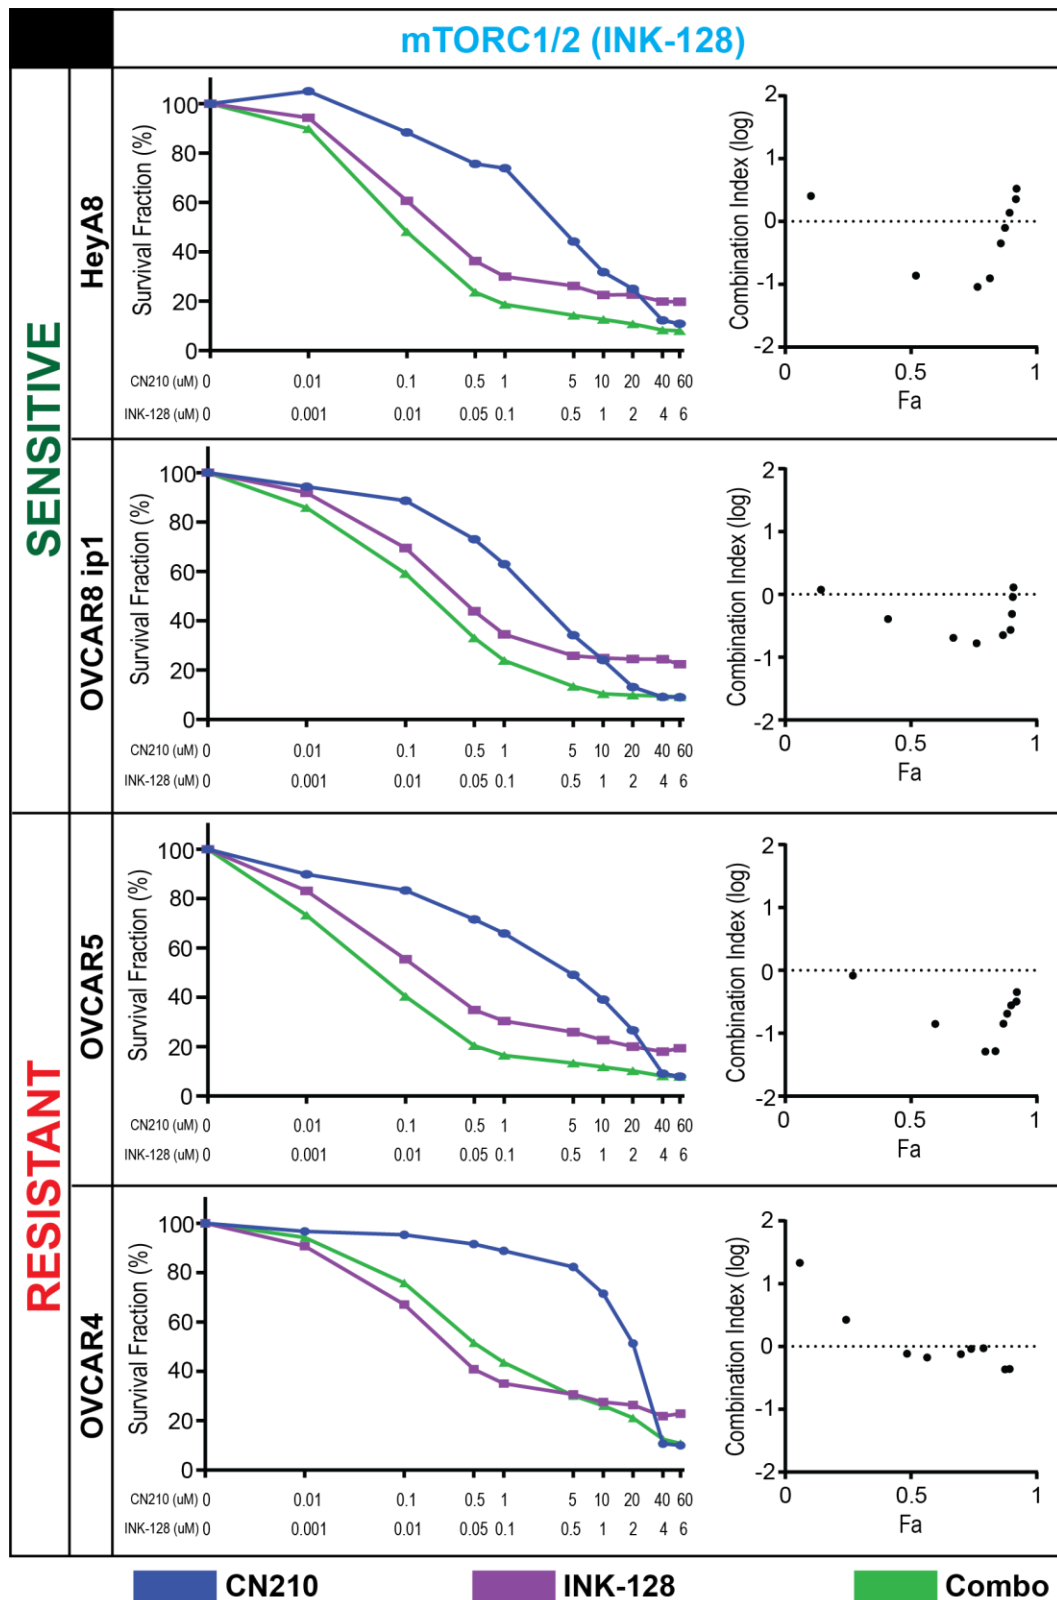 mTORC1/2 (INK-128)
SENSITIVE
HeyA8
Survival Fraction (%)
100
80
60
40
20
0
CN210 (uM) 0 0.01 0.1 0.5 1 5 10 20 40 60
INK-128 (uM) 0 0.001 0.01 0.05 0.1 0.5 1 2 4 6
Combination Index (log)
2
1
0
-1
-2
0 0.5 1
Fa
OVCAR8 ip1
Survival Fraction (%)
100
80
60
40
20
0
CN210 (uM) 0 0.01 0.1 0.5 1 5 10 20 40 60
INK-128 (uM) 0 0.001 0.01 0.05 0.1 0.5 1 2 4 6
Combination Index (log)
2
1
0
-1
-2
0 0.5 1
Fa
RESISTANT
OVCAR5
Survival Fraction (%)
100
80
60
40
20
0
CN210 (uM) 0 0.01 0.1 0.5 1 5 10 20 40 60
INK-128 (uM) 0 0.001 0.01 0.05 0.1 0.5 1 2 4 6
Combination Index (log)
2
1
0
-1
-2
0 0.5 1
Fa
OVCAR4
Survival Fraction (%)
100
80
60
40
20
0
CN210 (uM) 0 0.01 0.1 0.5 1 5 10 20 40 60
INK-128 (uM) 0 0.001 0.01 0.05 0.1 0.5 1 2 4 6
Combination Index (log)
2
1
0
-1
-2
0 0.5 1
Fa
CN210 INK-128 Combo